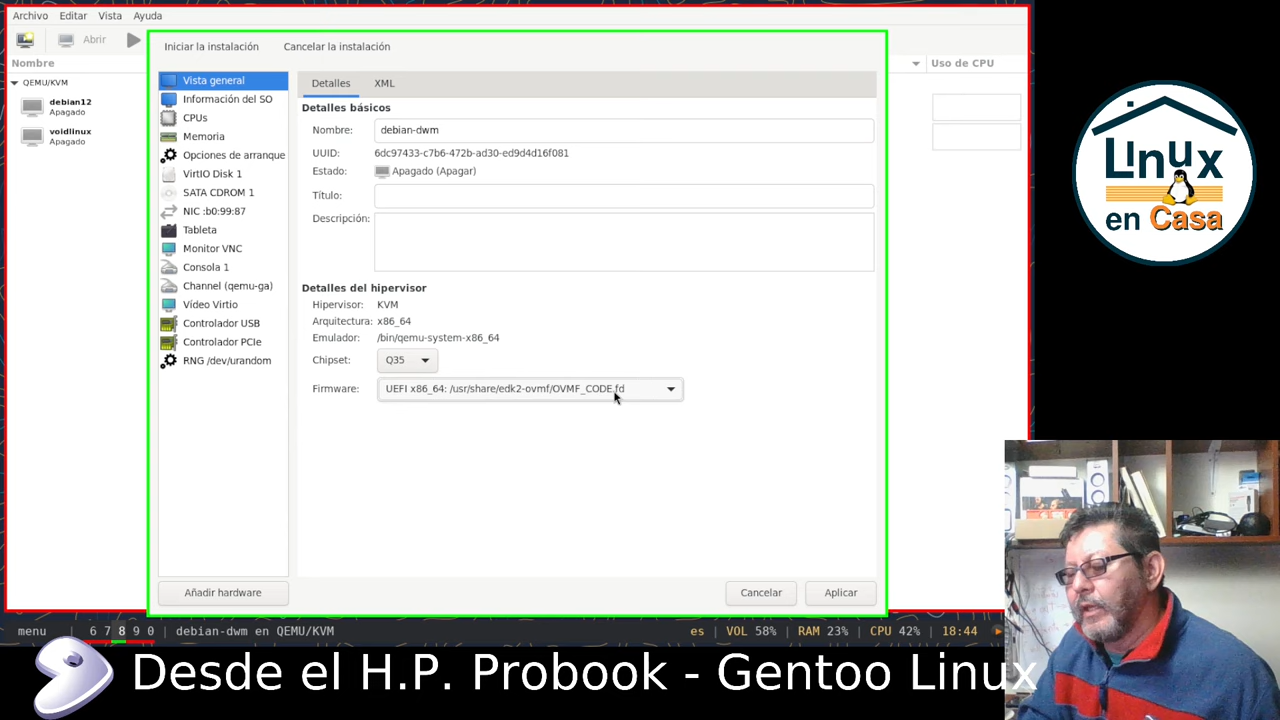 Archivo Editar Vista Ayuda
Abrir
Nombre
Uso de CPU
QEMU/KVM
debian12
Apagado
voidlinux
Apagado
Iniciar la instalación Cancelar la instalación
Vista general
Información del SO
CPUs
Memoria
Opciones de arranque
VirtIO Disk 1
SATA CDROM 1
NIC :b0:99:87
Tableta
Monitor VNC
Consola 1
Channel (qemu-ga)
Vídeo Virtio
Controlador USB
Controlador PCIe
RNG /dev/urandom
Añadir hardware
Detalles XML
Detalles básicos
Nombre: debian-dwm
UUID: 6dc97433-c7b6-472b-ad30-ed9d4d16f081
Estado: Apagado (Apagar)
Título:
Descripción:
Detalles del hipervisor
Hipervisor: KVM
Arquitectura: x86_64
Emulador: /bin/qemu-system-x86_64
Chipset: Q35
Firmware: UEFI x86_64: /usr/share/edk2-ovmf/OVMF_CODE.fd
Cancelar Aplicar
LInux
en Casa
menu | 6 7 8 9 0 | debian-dwm en QEMU/KVM
es | VOL 58% | RAM 23% | CPU 42% | 18:44
Desde el H.P. Probook - Gentoo Linux